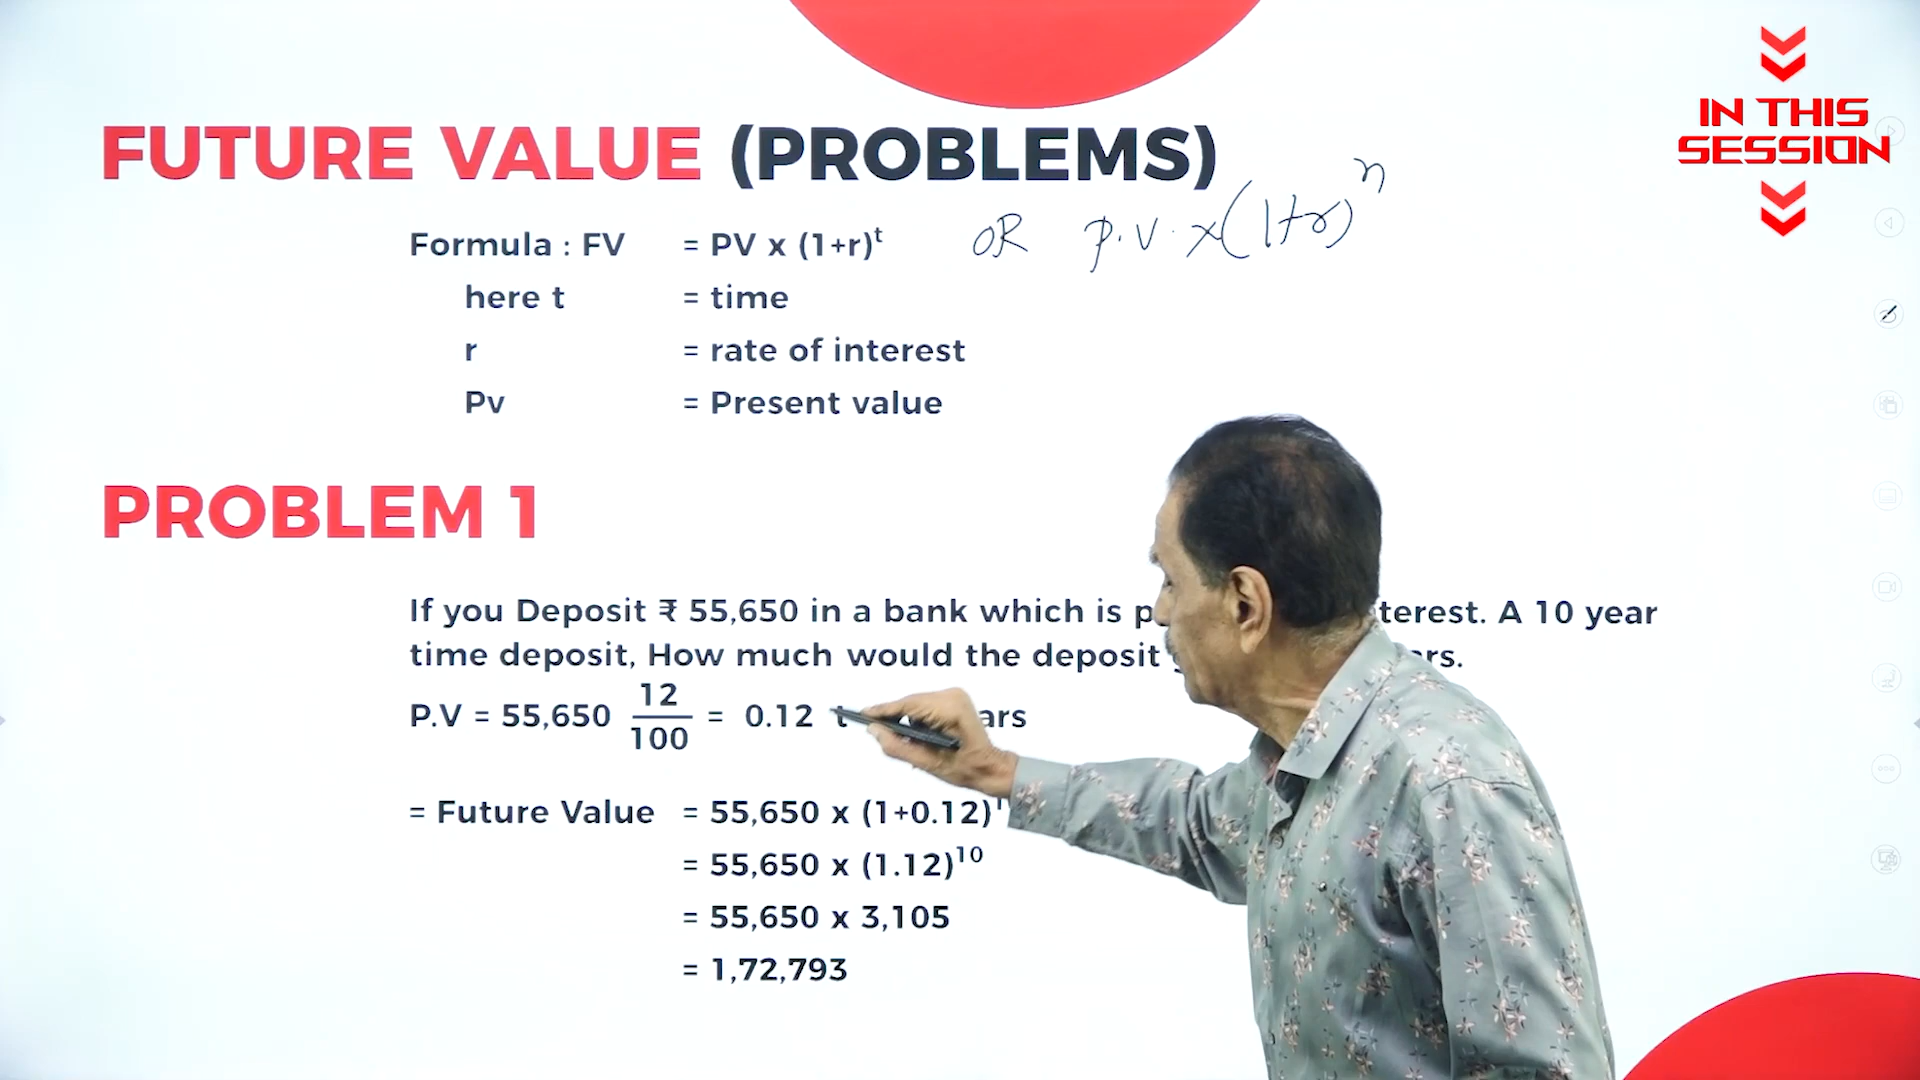 IN THIS
SESSION
FUTURE VALUE (PROBLEMS)
Formula : FV = PV x (1+r)ᵗ OR P.V. x (1+r)ⁿ
here t = time
r = rate of interest
Pv = Present value
PROBLEM 1
If you Deposit ₹ 55,650 in a bank which is terest. A 10 year
time deposit, How much would the deposit
P.V = 55,650 12/100 = 0.12 t
= Future Value = 55,650 x (1+0.12)
= 55,650 x (1.12)¹⁰
= 55,650 x 3,105
= 1,72,793